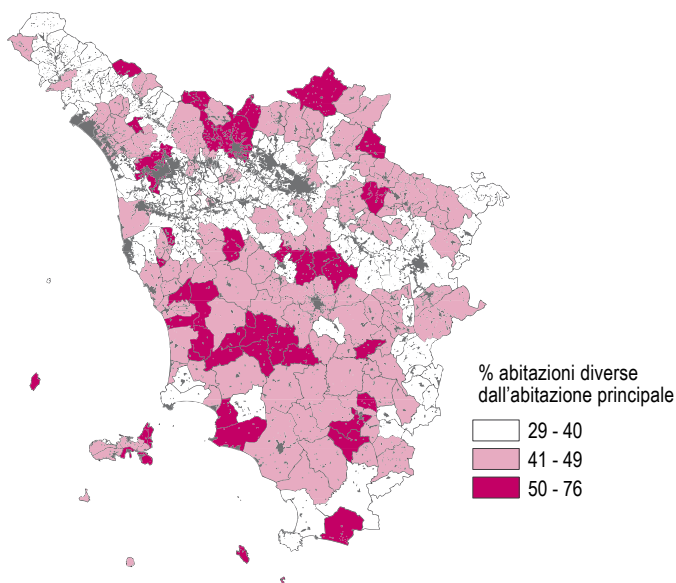 % abitazioni diverse
dall'abitazione principale
29 - 40
41 - 49
50 - 76